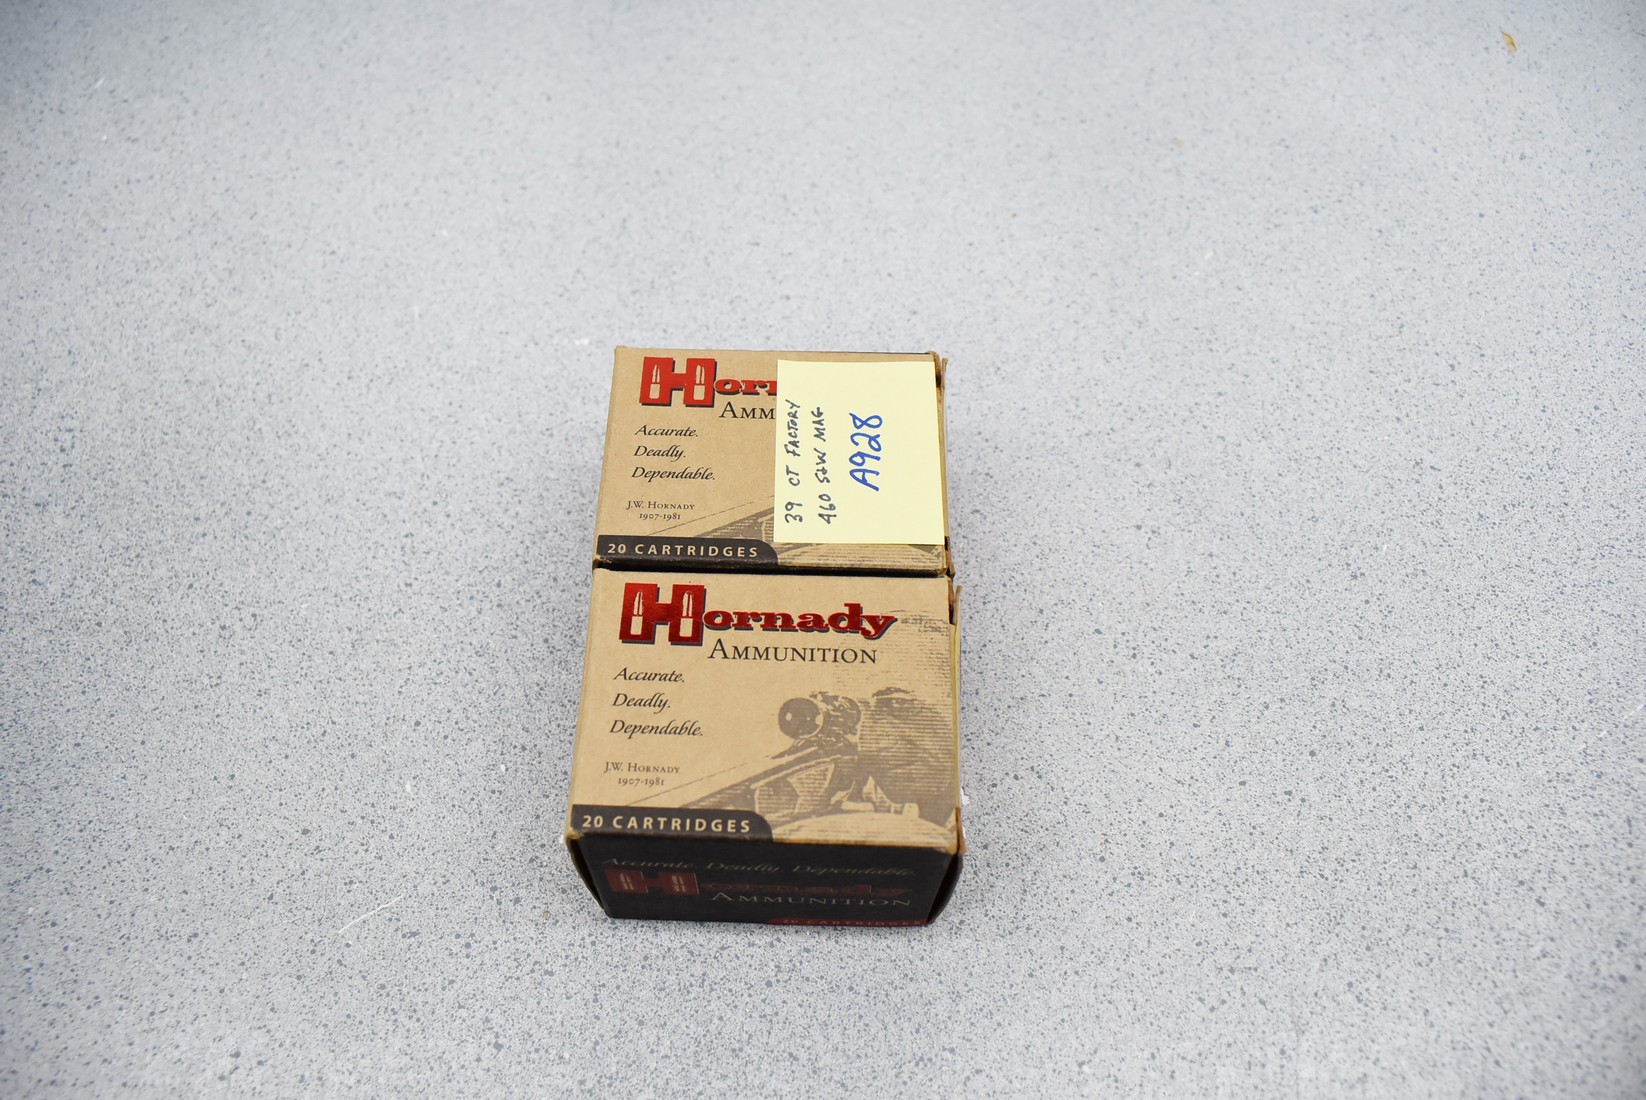 Horn
AMM
Accurate.
Deadly.
Dependable.
J.W. HORNADY
1907-1981
20 CARTRIDGES
39 CT FACTORY
460 S&W MAG
A928
Hornady
AMMUNITION
Accurate.
Deadly.
Dependable.
J.W. HORNADY
1907-1981
20 CARTRIDGES
Accurate. Deadly. Dependable.
Hornady
AMMUNITION
20 CARTRIDGES